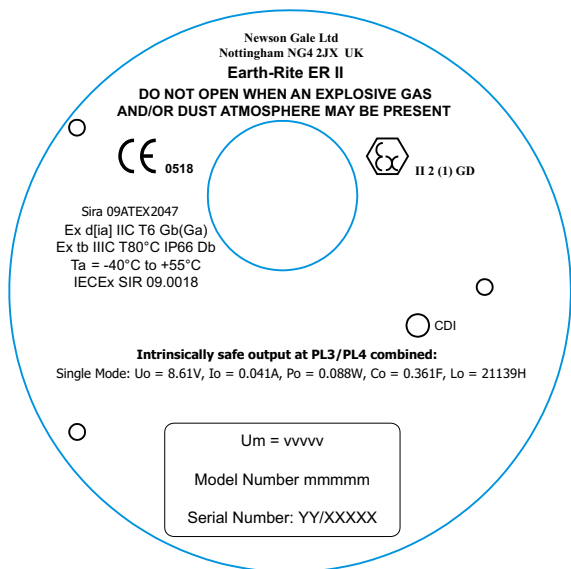 Newson Gale Ltd
Nottingham NG4 2JX UK
Earth-Rite ER II
DO NOT OPEN WHEN AN EXPLOSIVE GAS
AND/OR DUST ATMOSPHERE MAY BE PRESENT
CE 0518
Ex II 2 (1) GD
Sira 09ATEX2047
Ex d[ia] IIC T6 Gb(Ga)
Ex tb IIIC T80°C IP66 Db
Ta = -40°C to +55°C
IECEx SIR 09.0018
CDI
Intrinsically safe output at PL3/PL4 combined:
Single Mode: Uo = 8.61V, Io = 0.041A, Po = 0.088W, Co = 0.361F, Lo = 21139H
Um = vvvvv
Model Number mmmmm
Serial Number: YY/XXXXX